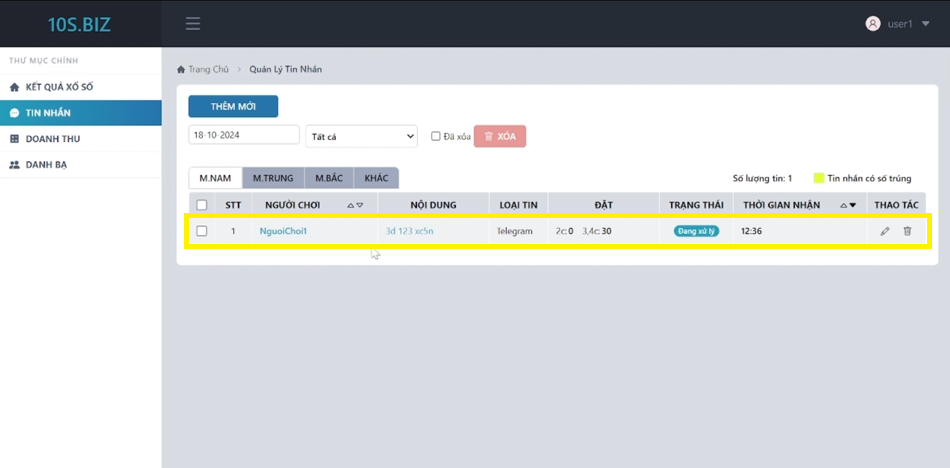 10S.BIZ
user1
THƯ MỤC CHÍNH
KẾT QUẢ XỔ SỐ
TIN NHẮN
DOANH THU
DANH BẠ
Trang Chủ > Quản Lý Tin Nhắn
THÊM MỚI
18-10-2024 Tất cả Đã xóa XÓA
M.NAM M.TRUNG M.BẮC KHÁC Số lượng tin: 1 Tin nhắn có số trúng
STT NGƯỜI CHƠI NỘI DUNG LOẠI TIN ĐẶT TRẠNG THÁI THỜI GIAN NHẬN THAO TÁC
1 NguoiChoi1 3d 123 xc5n Telegram 2c: 0 3,4c: 30 Đang xử lý 12:36